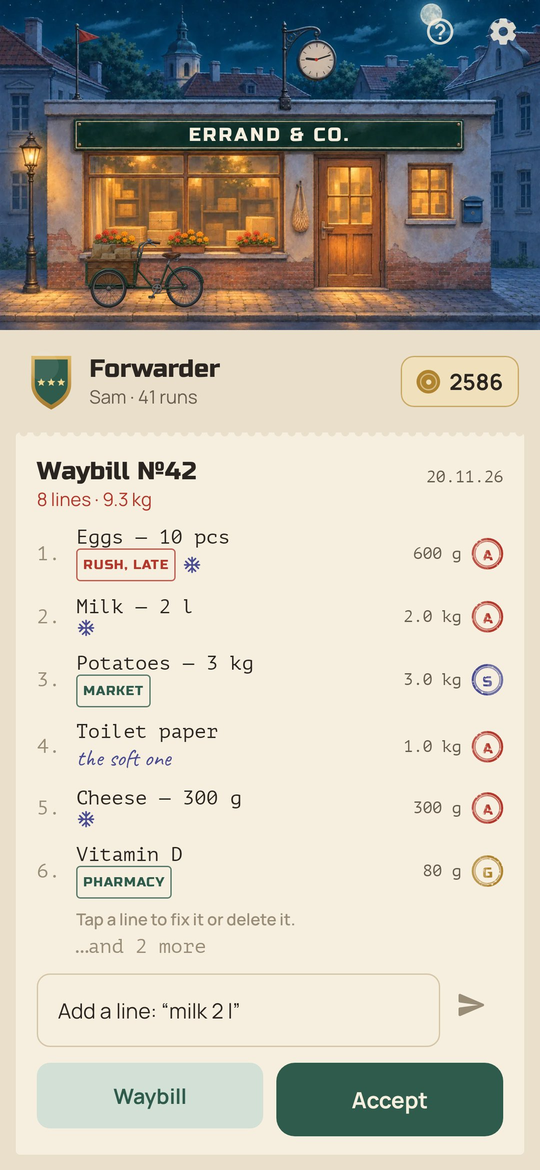 ERRAND & CO.
Forwarder
Sam · 41 runs
2586
Waybill №42
20.11.26
8 lines · 9.3 kg
1. Eggs — 10 pcs 600 g A
RUSH, LATE
2. Milk — 2 l 2.0 kg A
3. Potatoes — 3 kg 3.0 kg S
MARKET
4. Toilet paper 1.0 kg A
the soft one
5. Cheese — 300 g 300 g A
6. Vitamin D 80 g G
PHARMACY
Tap a line to fix it or delete it.
...and 2 more
Add a line: “milk 2 l”
Waybill
Accept